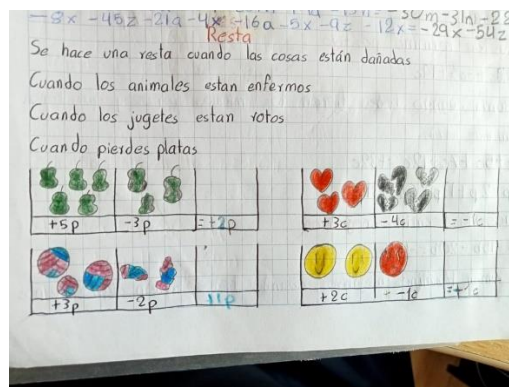 -8x -45z -21a -4x -16a -5x -9z -12x = -29x -54z
Resta
Se hace una resta cuando las cosas están dañadas
Cuando los animales estan enfermos
Cuando los jugetes estan rotos
Cuando pierdes platas
+5p -3p =+2p
+3c -4c =-1c
+3p -2p +1p
+2c -1c =+1c